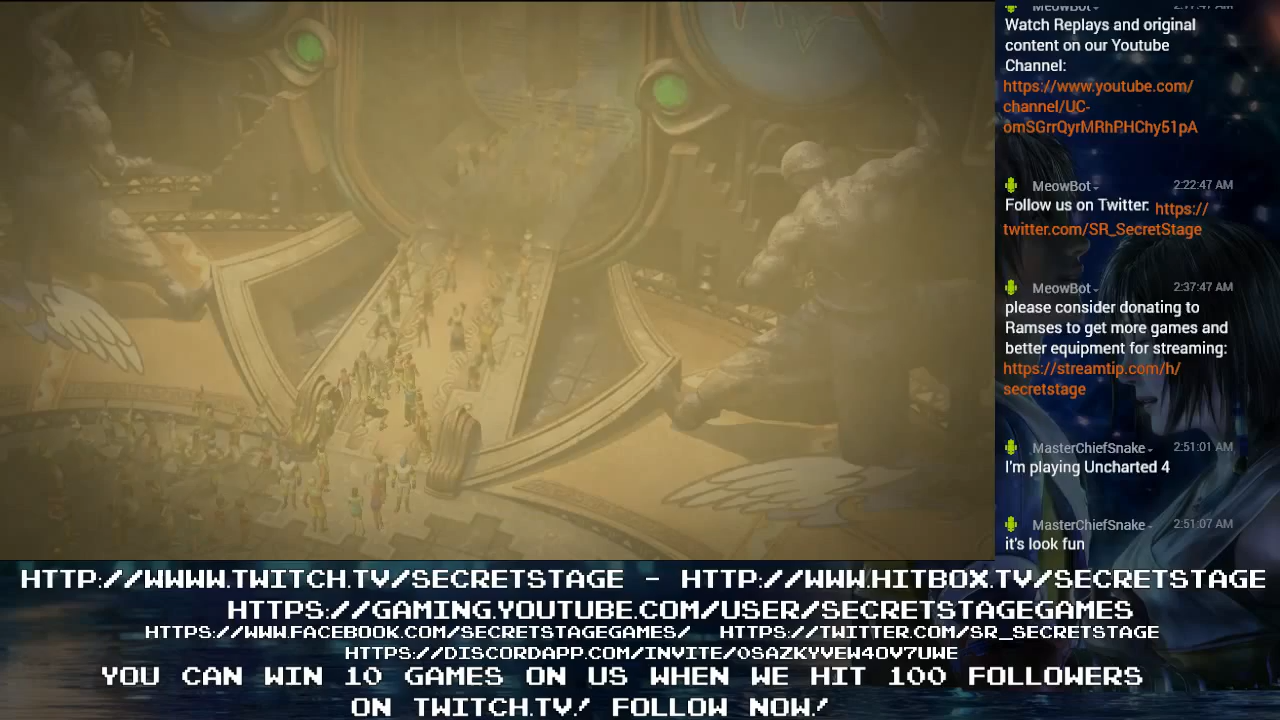 MeowBot 2:17:47 AM
Watch Replays and original
content on our Youtube
Channel:
https://www.youtube.com/
channel/UC-
omSGrrQyrMRhPHChy51pA
MeowBot 2:22:47 AM
Follow us on Twitter: https://
twitter.com/SR_SecretStage
MeowBot 2:37:47 AM
please consider donating to
Ramses to get more games and
better equipment for streaming:
https://streamtip.com/h/
secretstage
MasterChiefSnake 2:51:01 AM
I'm playing Uncharted 4
MasterChiefSnake 2:51:07 AM
it's look fun
HTTP://WWWW.TWITCH.TV/SECRETSTAGE - HTTP://WWW.HITBOX.TV/SECRETSTAGE
HTTPS://GAMING.YOUTUBE.COM/USER/SECRETSTAGEGAMES
HTTPS://WWW.FACEBOOK.COM/SECRETSTAGEGAMES/ HTTPS://TWITTER.COM/SR_SECRETSTAGE
HTTPS://DISCORDAPP.COM/INVITE/0SAZKYVEW4OV7UWE
YOU CAN WIN 10 GAMES ON US WHEN WE HIT 100 FOLLOWERS
ON TWITCH.TV! FOLLOW NOW!